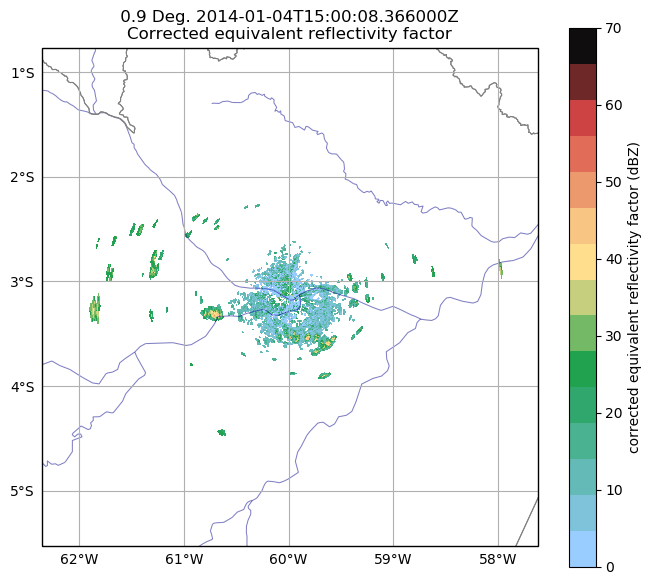 0.9 Deg. 2014-01-04T15:00:08.366000Z
Corrected equivalent reflectivity factor
1°S
2°S
3°S
4°S
5°S
62°W
61°W
60°W
59°W
58°W
70
60
50
40
30
20
10
0
corrected equivalent reflectivity factor (dBZ)